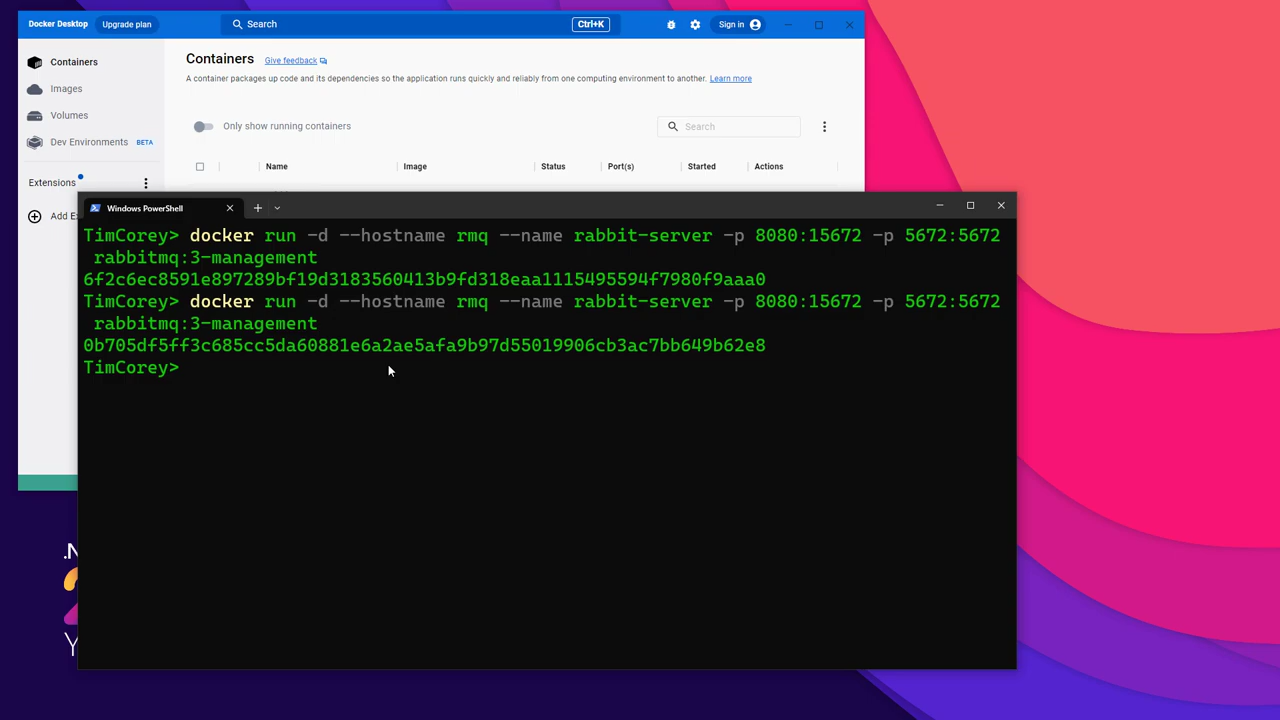 Docker Desktop Upgrade plan Search Ctrl+K Sign in
Containers
Images
Volumes
Dev Environments BETA
Extensions
Add Ex
Containers Give feedback
A container packages up code and its dependencies so the application runs quickly and reliably from one computing environment to another. Learn more
Only show running containers Search
Name Image Status Port(s) Started Actions
Windows PowerShell
TimCorey> docker run -d --hostname rmq --name rabbit-server -p 8080:15672 -p 5672:5672
rabbitmq:3-management
6f2c6ec8591e897289bf19d3183560413b9fd318eaa1115495594f7980f9aaa0
TimCorey> docker run -d --hostname rmq --name rabbit-server -p 8080:15672 -p 5672:5672
rabbitmq:3-management
0b705df5ff3c685cc5da60881e6a2ae5afa9b97d55019906cb3ac7bb649b62e8
TimCorey>
.N
Y